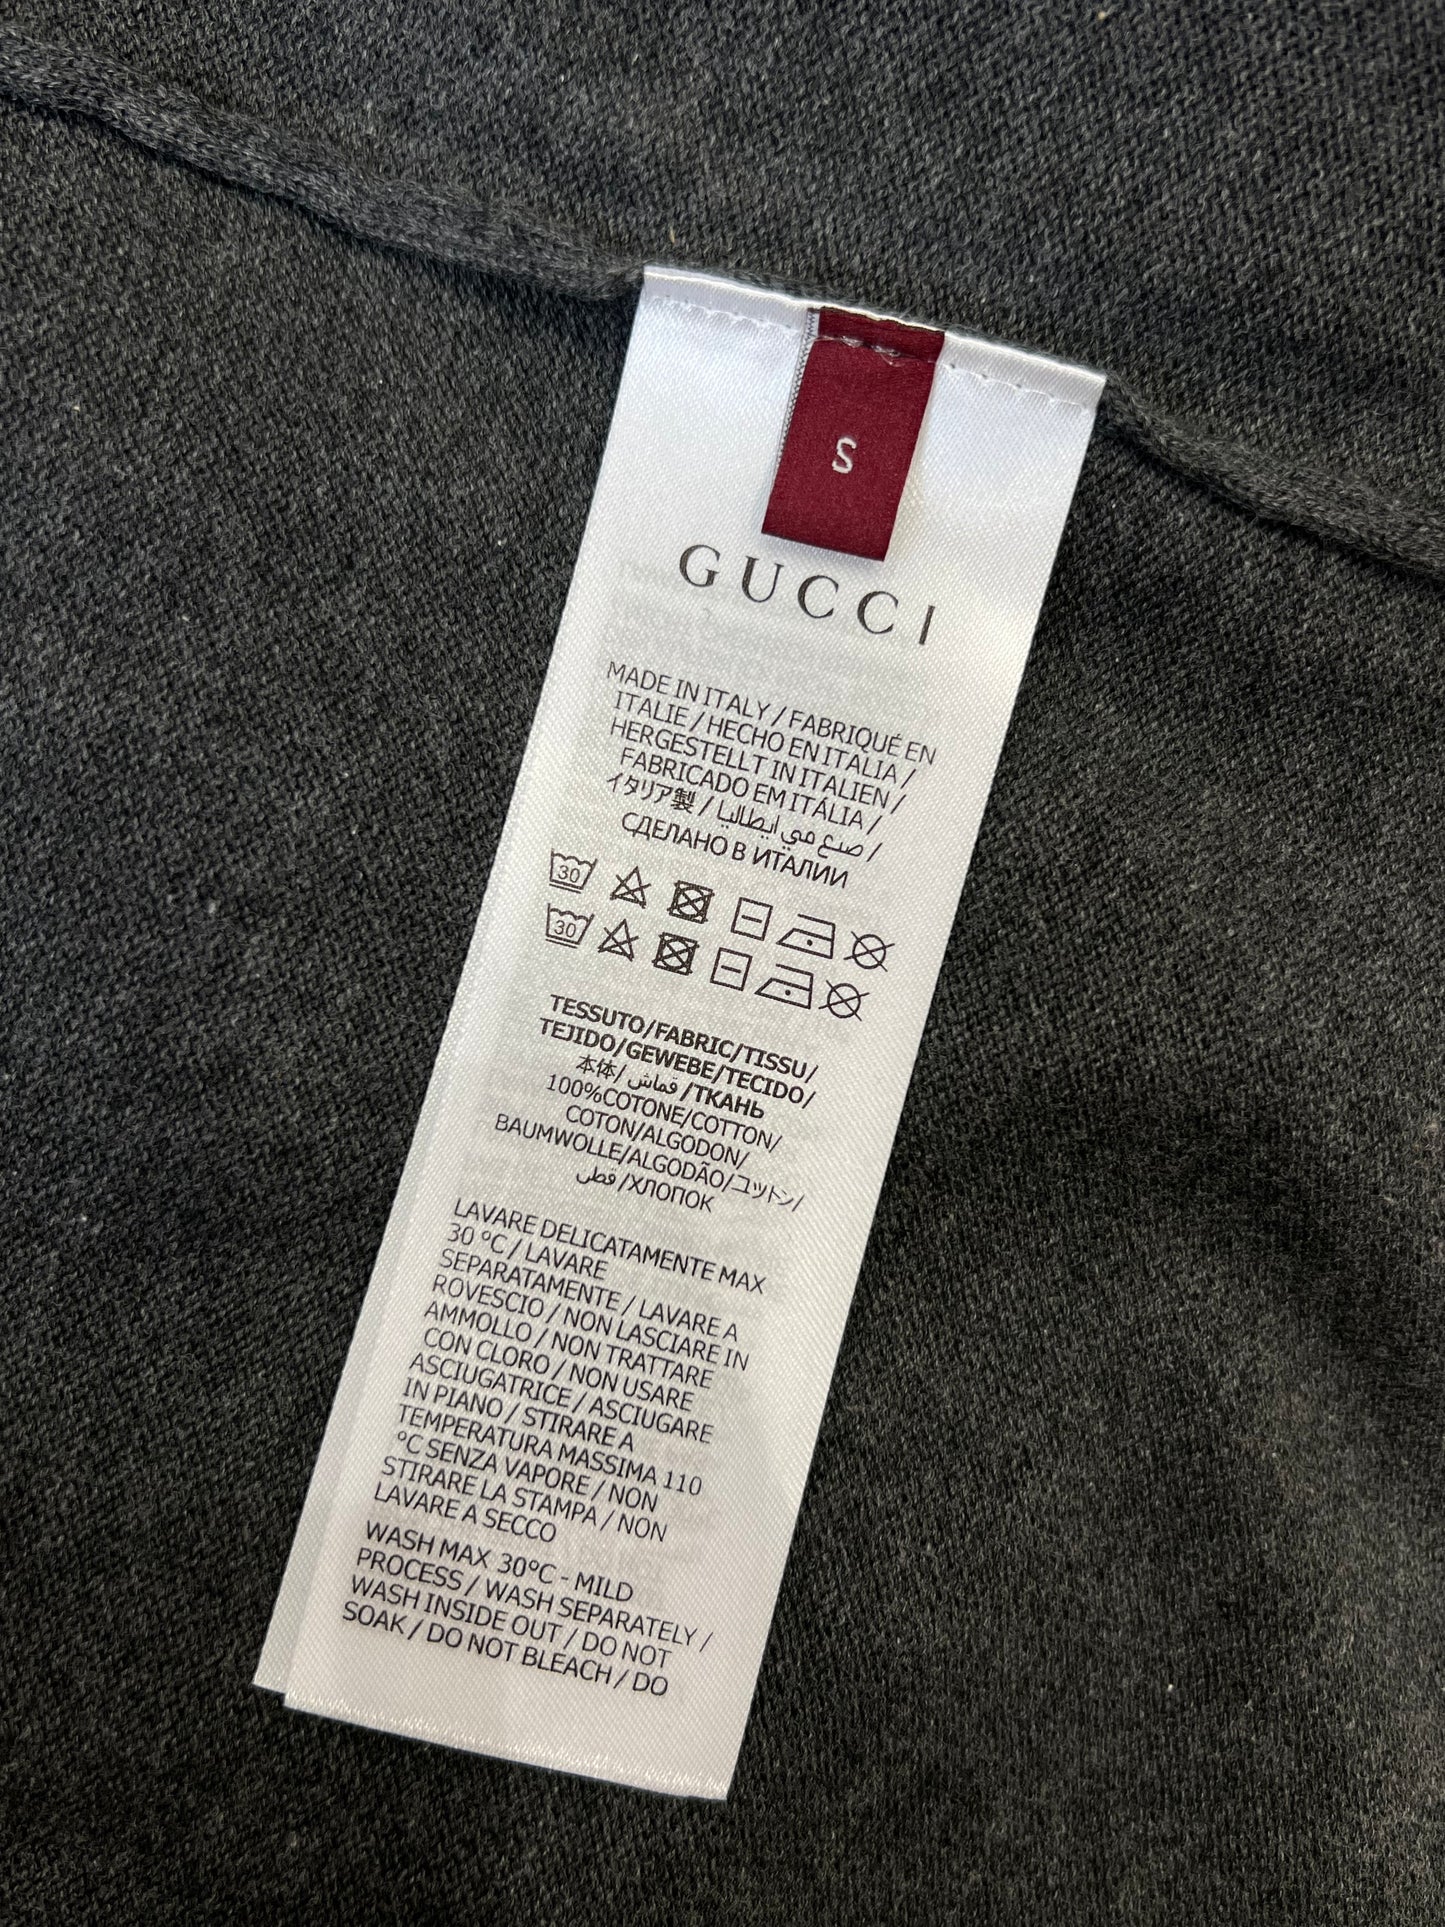 S
GUCCI
MADE IN ITALY / FABRIQUÉ EN
ITALIE / HECHO EN ITALIA /
HERGESTELLT IN ITALIEN /
FABRICADO EM ITÁLIA /
イタリア製 / صنع في ايطاليا /
СДЕЛАНО В ИТАЛИИ
30
30
TESSUTO/FABRIC/TISSU/
TEJIDO/GEWEBE/TECIDO/
本体/قماش/ТКАНЬ
100%COTONE/COTTON/
COTON/ALGODON/
BAUMWOLLE/ALGODÃO/コットン/
قطن/ХЛОПОК
LAVARE DELICATAMENTE MAX
30 °C / LAVARE
SEPARATAMENTE / LAVARE A
ROVESCIO / NON LASCIARE IN
AMMOLLO / NON TRATTARE
CON CLORO / NON USARE
ASCIUGATRICE / ASCIUGARE
IN PIANO / STIRARE A
TEMPERATURA MASSIMA 110
°C SENZA VAPORE / NON
STIRARE LA STAMPA / NON
LAVARE A SECCO
WASH MAX 30°C - MILD
PROCESS / WASH SEPARATELY /
WASH INSIDE OUT / DO NOT
SOAK / DO NOT BLEACH / DO